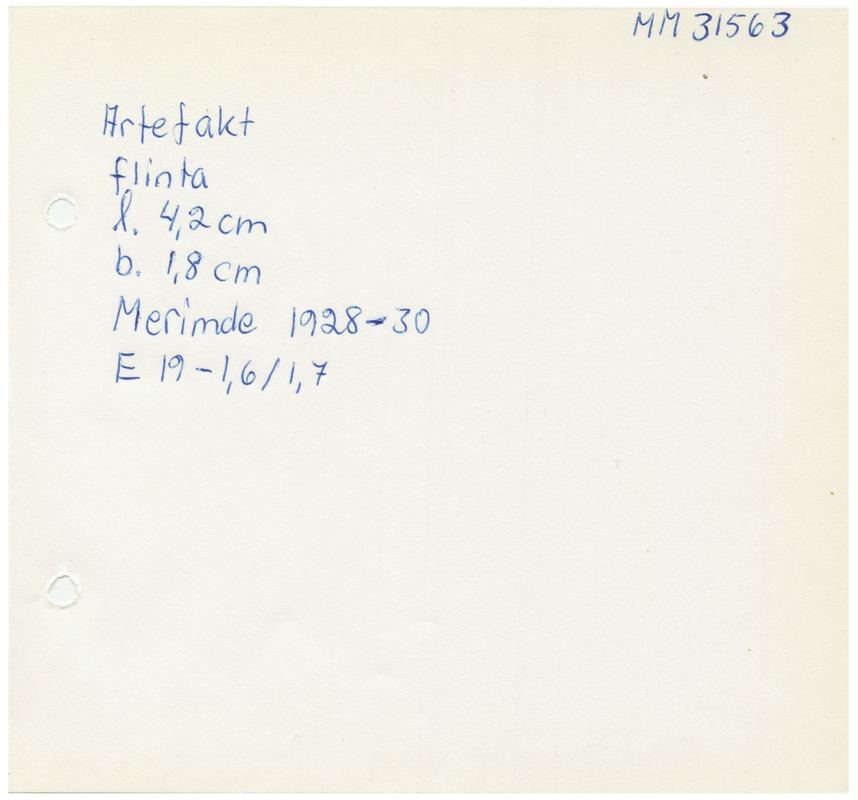 MM 31563
Artefakt
flinta
l. 4,2 cm
b. 1,8 cm
Merimde 1928-30
E 19-1,6/1,7